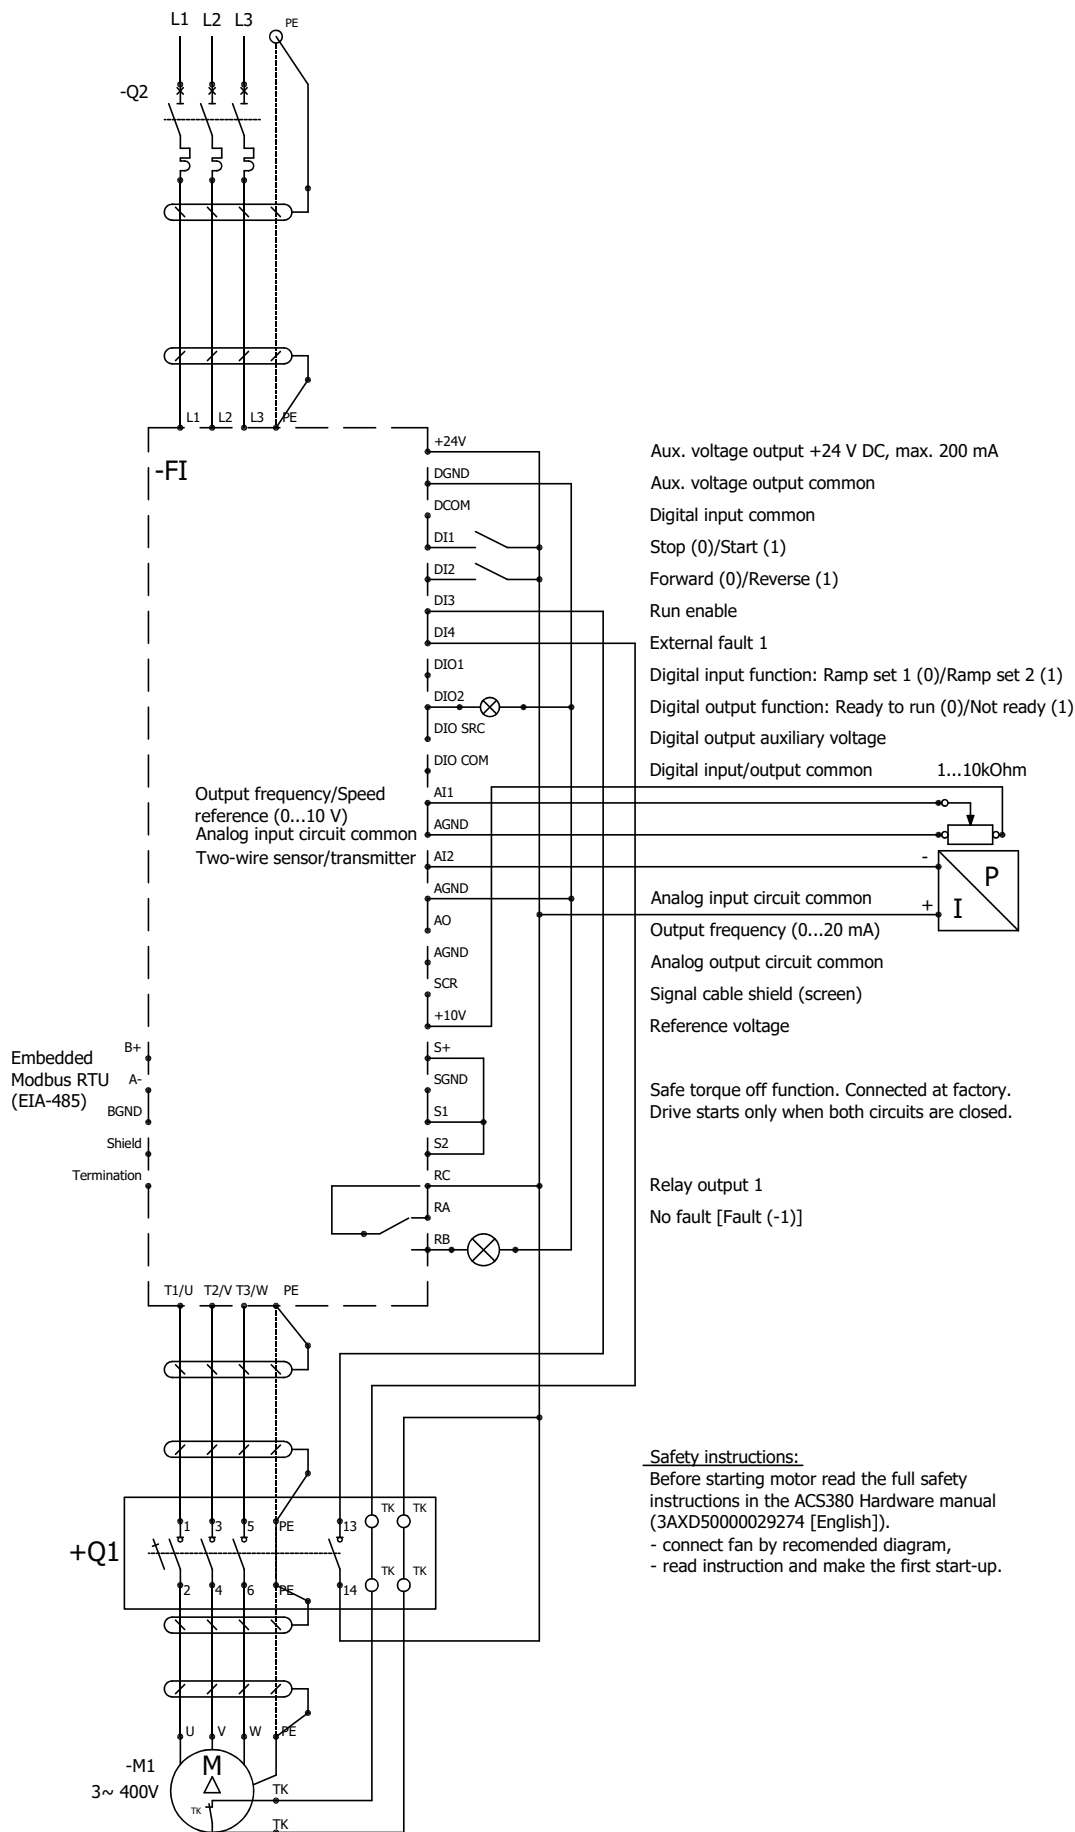 L1 L2 L3 PE
-Q2
L1 L2 L3 PE
-FI
+24V
Aux. voltage output +24 V DC, max. 200 mA
DGND
Aux. voltage output common
DCOM
Digital input common
DI1
Stop (0)/Start (1)
DI2
Forward (0)/Reverse (1)
DI3
Run enable
DI4
External fault 1
DIO1
Digital input function: Ramp set 1 (0)/Ramp set 2 (1)
DIO2
Digital output function: Ready to run (0)/Not ready (1)
DIO SRC
Digital output auxiliary voltage
DIO COM
Digital input/output common
1...10kOhm
Output frequency/Speed
reference (0...10 V)
AI1
Analog input circuit common
AGND
Two-wire sensor/transmitter
AI2
-
P
I
+
AGND
Analog input circuit common
AO
Output frequency (0...20 mA)
AGND
Analog output circuit common
SCR
Signal cable shield (screen)
+10V
Reference voltage
Embedded
Modbus RTU
(EIA-485)
B+
A-
BGND
Shield
Termination
S+
SGND
S1
S2
Safe torque off function. Connected at factory.
Drive starts only when both circuits are closed.
RC
Relay output 1
RA
No fault [Fault (-1)]
RB
T1/U T2/V T3/W PE
Safety instructions:
Before starting motor read the full safety
instructions in the ACS380 Hardware manual
(3AXD50000029274 [English]).
- connect fan by recomended diagram,
- read instruction and make the first start-up.
+Q1
1 3 5 PE 13 TK TK
2 4 6 PE 14 TK TK
U V W PE
-M1
3~ 400V
M
TK
TK
TK